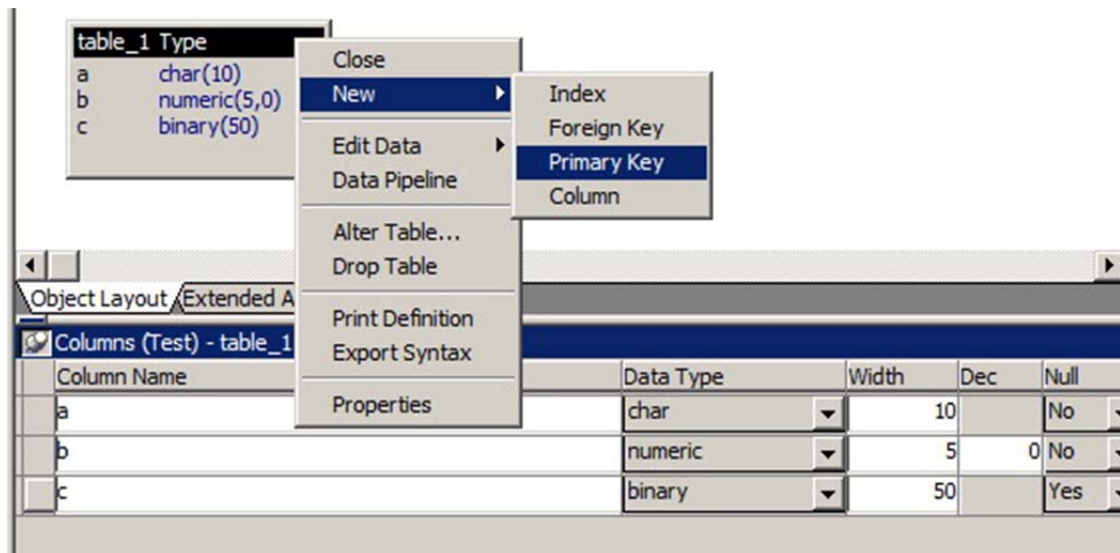 table_1 Type
a char(10)
b numeric(5,0)
c binary(50)
Close
New
Edit Data
Data Pipeline
Alter Table...
Drop Table
Print Definition
Export Syntax
Properties
Index
Foreign Key
Primary Key
Column
Object Layout Extended A
Columns (Test) - table_1
Column Name Data Type Width Dec Null
a char 10 No
b numeric 5 0 No
c binary 50 Yes